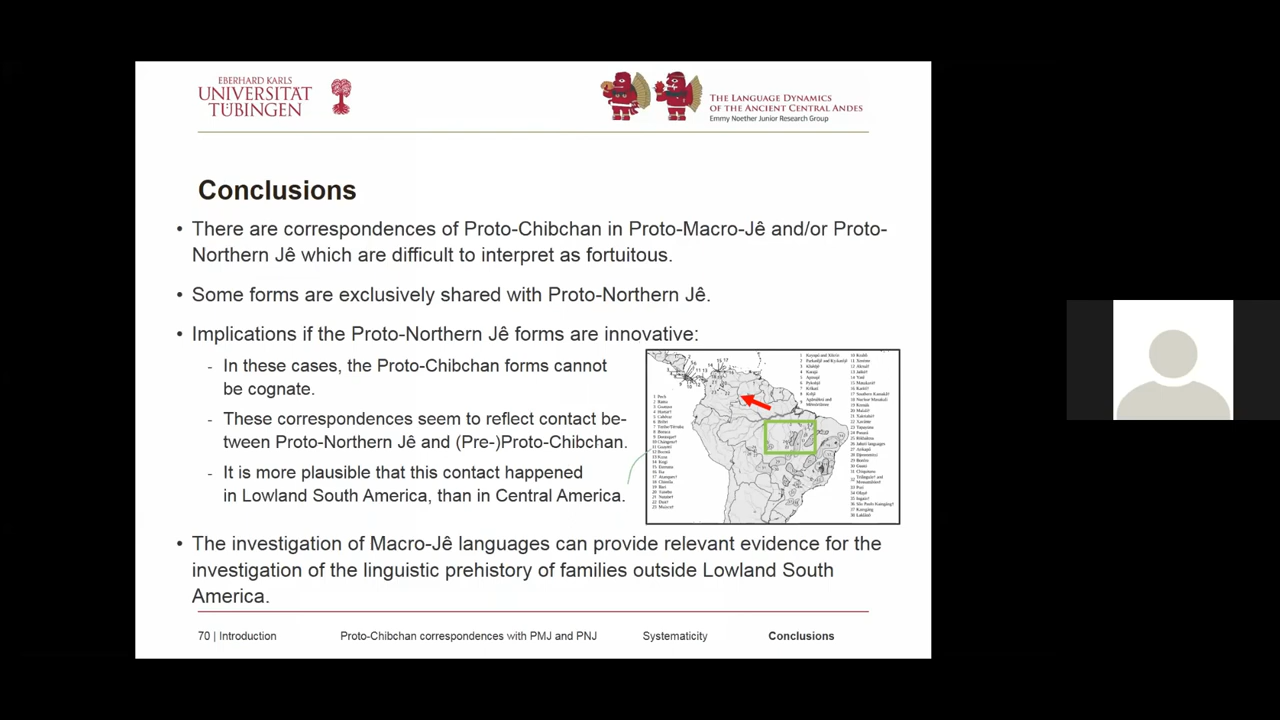 EBERHARD KARLS
UNIVERSITÄT
TÜBINGEN
THE LANGUAGE DYNAMICS
OF THE ANCIENT CENTRAL ANDES
Emmy Noether Junior Research Group
Conclusions
• There are correspondences of Proto-Chibchan in Proto-Macro-Jê and/or Proto-
Northern Jê which are difficult to interpret as fortuitous.
• Some forms are exclusively shared with Proto-Northern Jê.
• Implications if the Proto-Northern Jê forms are innovative:
- In these cases, the Proto-Chibchan forms cannot
be cognate.
- These correspondences seem to reflect contact be-
tween Proto-Northern Jê and (Pre-)Proto-Chibchan.
- It is more plausible that this contact happened
in Lowland South America, than in Central America.
• The investigation of Macro-Jê languages can provide relevant evidence for the
investigation of the linguistic prehistory of families outside Lowland South
America.
70 | Introduction
Proto-Chibchan correspondences with PMJ and PNJ
Systematicity
Conclusions